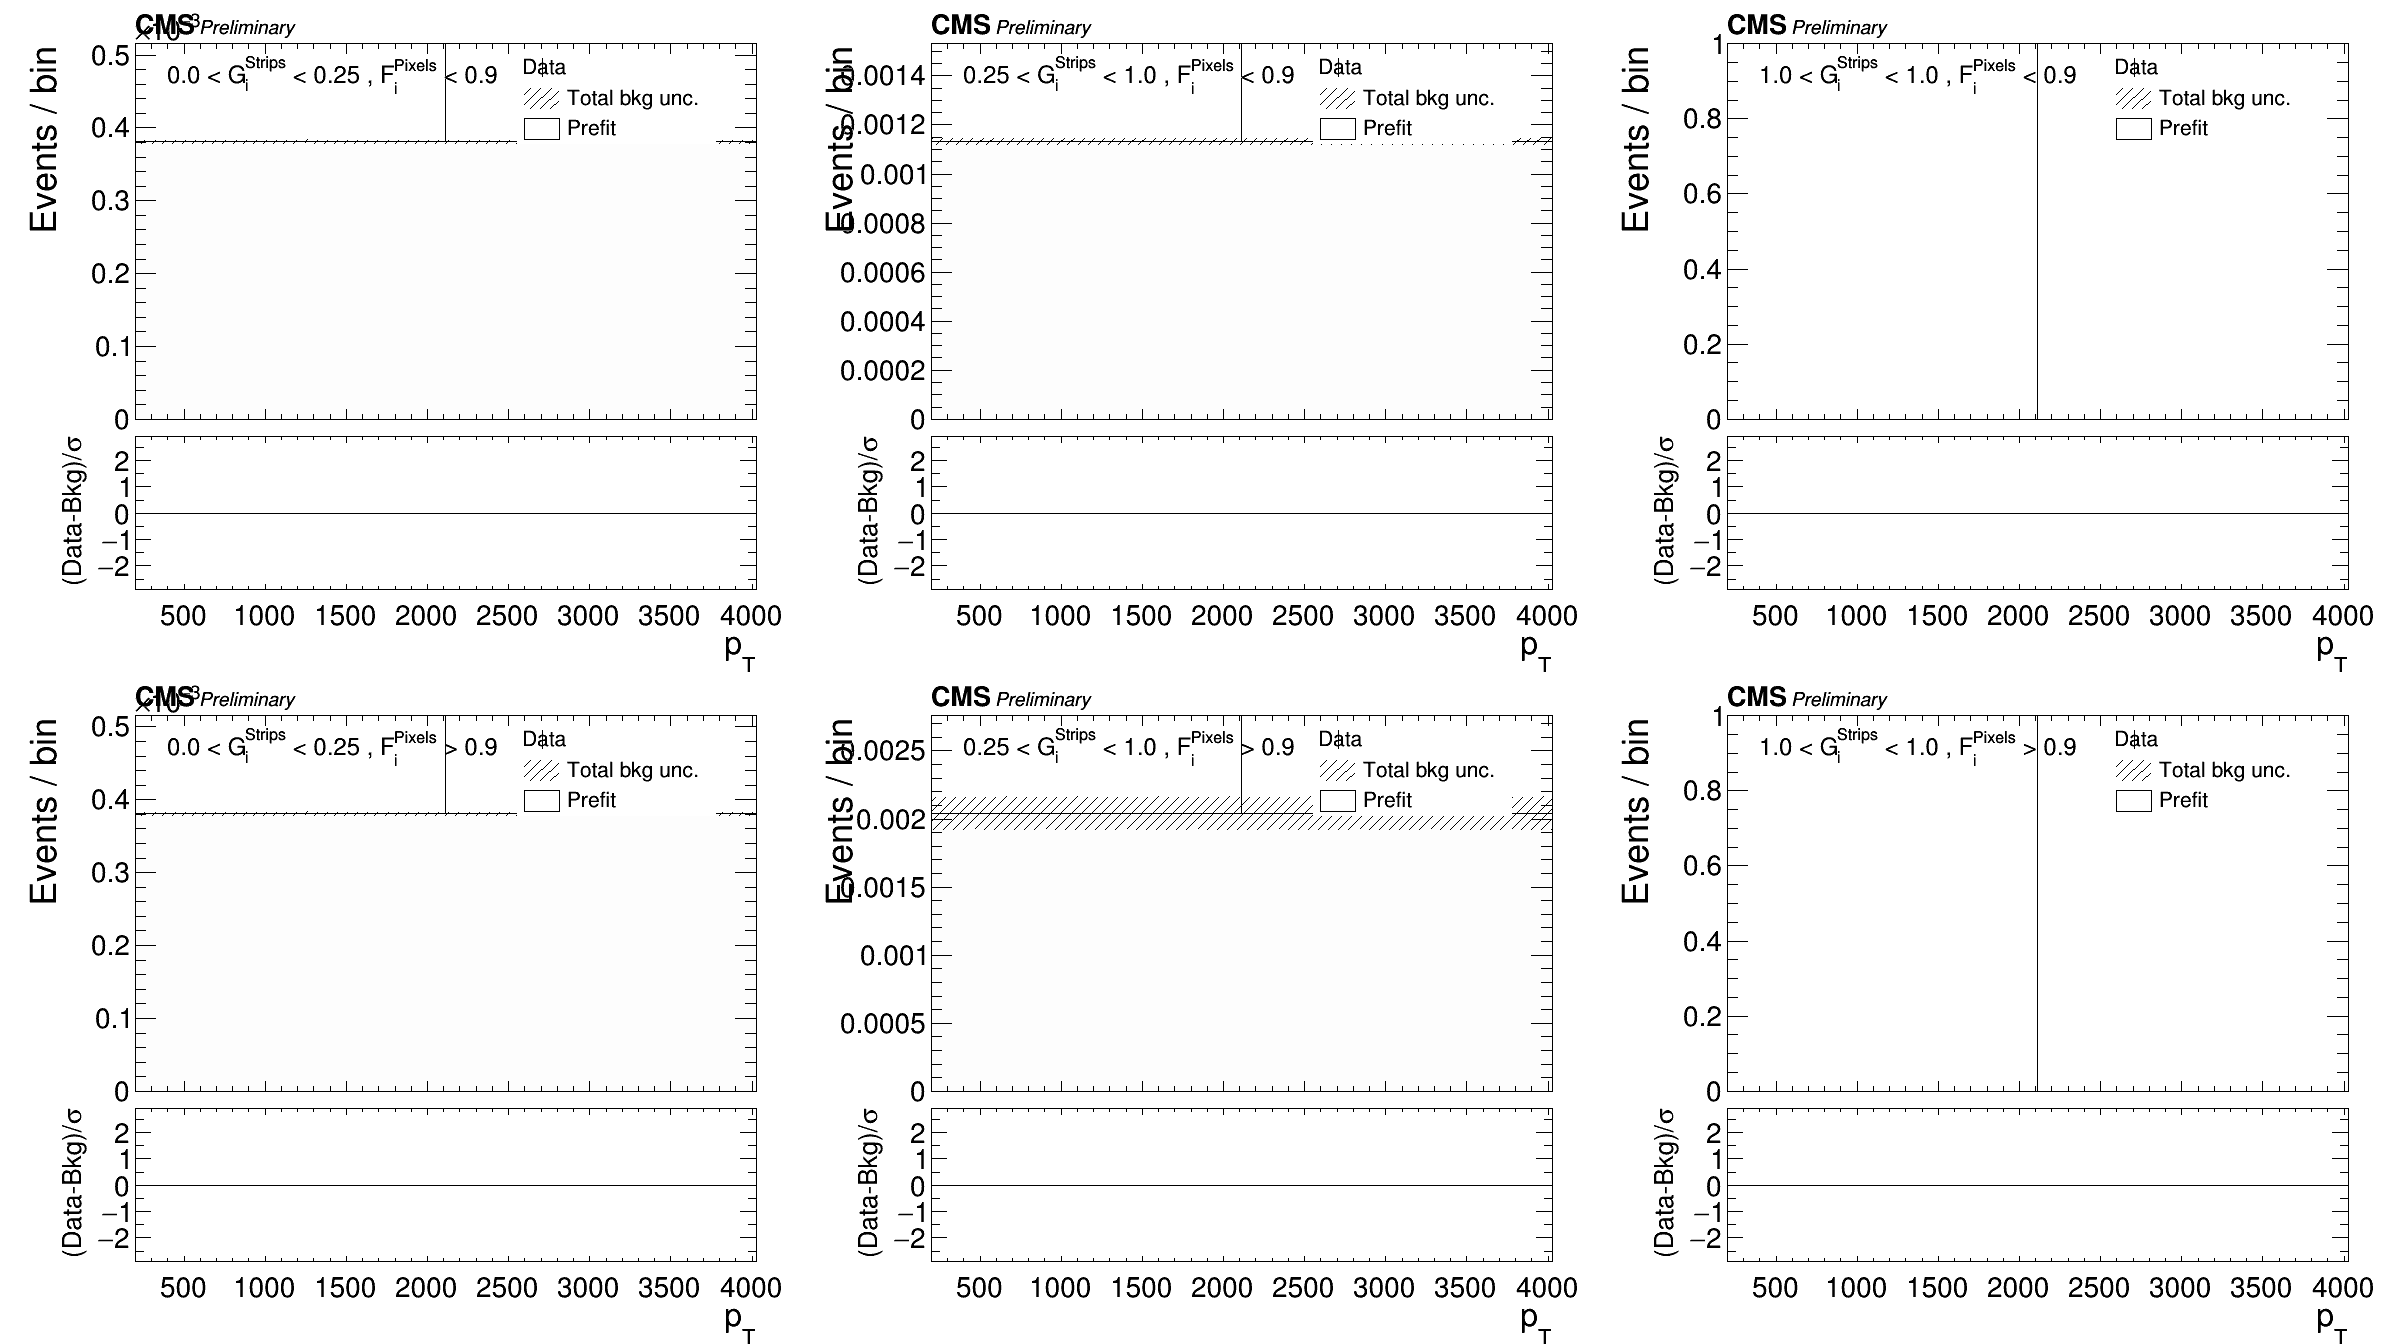 CMS Preliminary
×10⁻³
Events / bin
0.0 < G_i^Strips < 0.25 , F_i^Pixels < 0.9
Data
Total bkg unc.
Prefit
0.5
0.4
0.3
0.2
0.1
0
(Data-Bkg)/σ
2
1
0
−1
−2
500 1000 1500 2000 2500 3000 3500 4000
p_T
CMS Preliminary
Events / bin
0.25 < G_i^Strips < 1.0 , F_i^Pixels < 0.9
Data
Total bkg unc.
Prefit
0.0014
0.0012
0.001
0.0008
0.0006
0.0004
0.0002
0
(Data-Bkg)/σ
2
1
0
−1
−2
500 1000 1500 2000 2500 3000 3500 4000
p_T
CMS Preliminary
Events / bin
1.0 < G_i^Strips < 1.0 , F_i^Pixels < 0.9
Data
Total bkg unc.
Prefit
1
0.8
0.6
0.4
0.2
0
(Data-Bkg)/σ
2
1
0
−1
−2
500 1000 1500 2000 2500 3000 3500 4000
p_T
CMS Preliminary
×10⁻³
Events / bin
0.0 < G_i^Strips < 0.25 , F_i^Pixels > 0.9
Data
Total bkg unc.
Prefit
0.5
0.4
0.3
0.2
0.1
0
(Data-Bkg)/σ
2
1
0
−1
−2
500 1000 1500 2000 2500 3000 3500 4000
p_T
CMS Preliminary
Events / bin
0.25 < G_i^Strips < 1.0 , F_i^Pixels > 0.9
Data
Total bkg unc.
Prefit
0.0025
0.002
0.0015
0.001
0.0005
0
(Data-Bkg)/σ
2
1
0
−1
−2
500 1000 1500 2000 2500 3000 3500 4000
p_T
CMS Preliminary
Events / bin
1.0 < G_i^Strips < 1.0 , F_i^Pixels > 0.9
Data
Total bkg unc.
Prefit
1
0.8
0.6
0.4
0.2
0
(Data-Bkg)/σ
2
1
0
−1
−2
500 1000 1500 2000 2500 3000 3500 4000
p_T